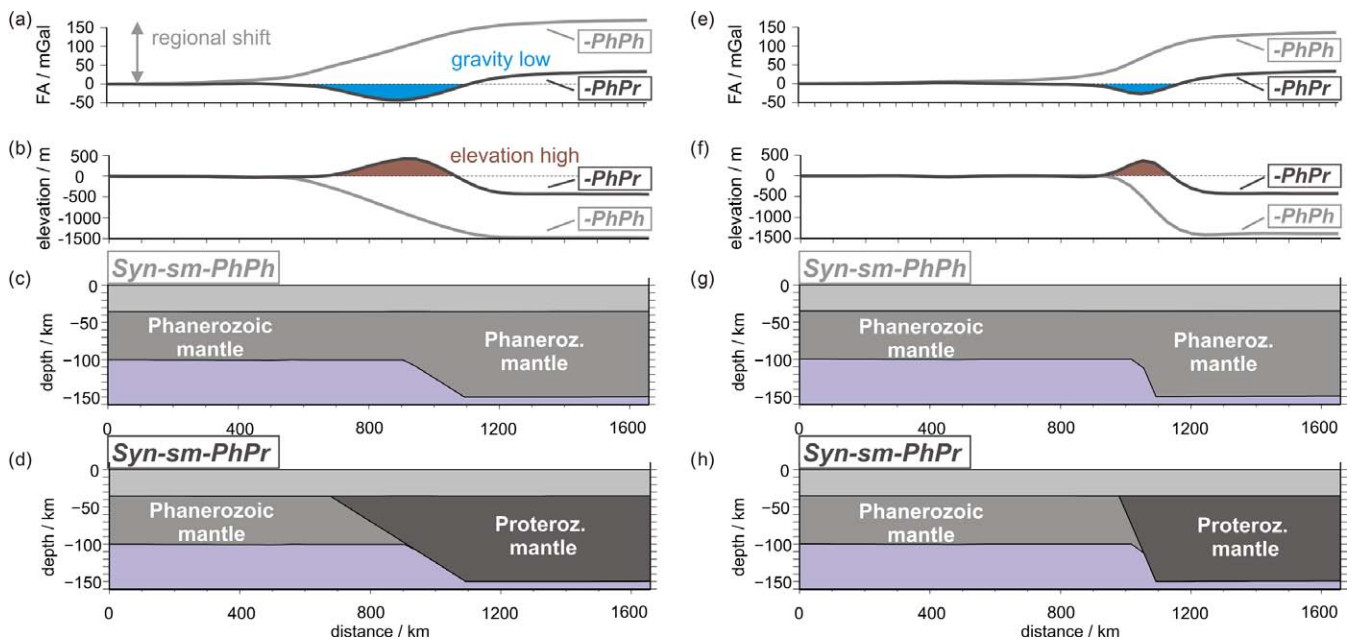 (a)
150
100
50
0
-50
FA / mGal
regional shift
gravity low
-PhPh
-PhPr
(b)
500
0
-500
-1000
-1500
elevation / m
elevation high
-PhPr
-PhPh
(c)
Syn-sm-PhPh
0
−50
−100
−150
depth / km
Phanerozoic
mantle
Phaneroz.
mantle
0 400 800 1200 1600
(d)
Syn-sm-PhPr
0
−50
−100
−150
depth / km
Phanerozoic
mantle
Proteroz.
mantle
0 400 800 1200 1600
distance / km
(e)
150
100
50
0
-50
FA / mGal
-PhPh
-PhPr
(f)
500
0
-500
-1000
-1500
elevation / m
-PhPr
-PhPh
(g)
Syn-sm-PhPh
0
−50
−100
−150
depth / km
Phanerozoic
mantle
Phaneroz.
mantle
0 400 800 1200 1600
(h)
Syn-sm-PhPr
0
−50
−100
−150
depth / km
Phanerozoic
mantle
Proteroz.
mantle
0 400 800 1200 1600
distance / km